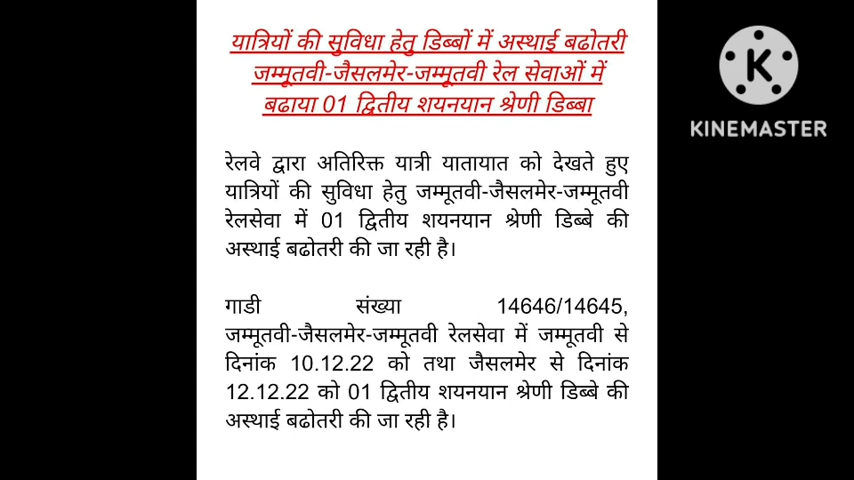 यात्रियों की सुविधा हेतु डिब्बों में अस्थाई बढोतरी
जम्मूतवी-जैसलमेर-जम्मूतवी रेल सेवाओं में
बढाया 01 द्वितीय शयनयान श्रेणी डिब्बा
रेलवे द्वारा अतिरिक्त यात्री यातायात को देखते हुए
यात्रियों की सुविधा हेतु जम्मूतवी-जैसलमेर-जम्मूतवी
रेलसेवा में 01 द्वितीय शयनयान श्रेणी डिब्बे की
अस्थाई बढोतरी की जा रही है।
गाडी संख्या 14646/14645,
जम्मूतवी-जैसलमेर-जम्मूतवी रेलसेवा में जम्मूतवी से
दिनांक 10.12.22 को तथा जैसलमेर से दिनांक
12.12.22 को 01 द्वितीय शयनयान श्रेणी डिब्बे की
अस्थाई बढोतरी की जा रही है।
K
KINEMASTER